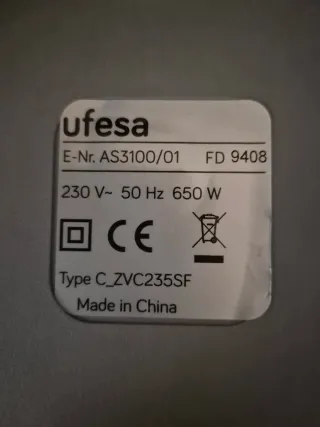 ufesa
E-Nr. AS3100/01 FD 9408
230 V~ 50 Hz 650 W
CE
Type C_ZVC235SF
Made in China